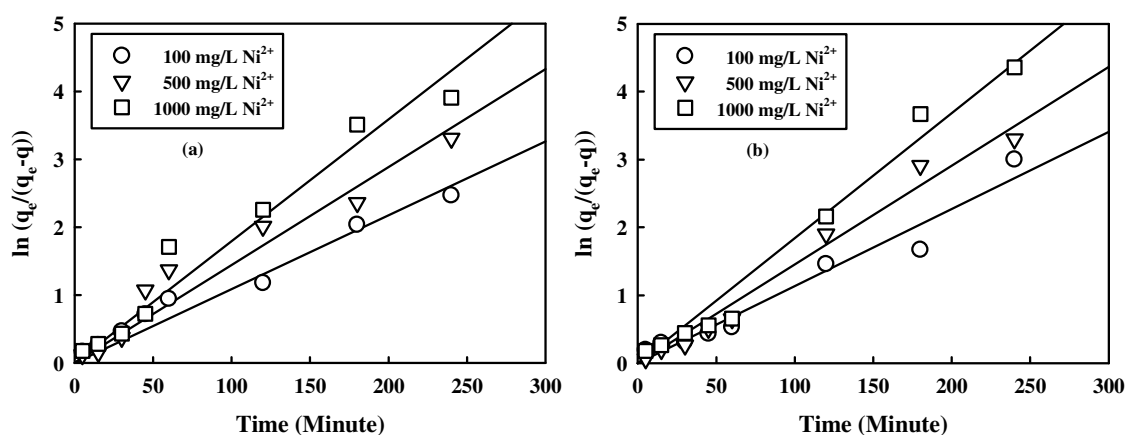 5
4
3
2
1
0
ln (qₑ/(qₑ-q))
100 mg/L Ni²⁺
500 mg/L Ni²⁺
1000 mg/L Ni²⁺
(a)
0 50 100 150 200 250 300
Time (Minute)
5
4
3
2
1
0
ln (qₑ/(qₑ-q))
100 mg/L Ni²⁺
500 mg/L Ni²⁺
1000 mg/L Ni²⁺
(b)
0 50 100 150 200 250 300
Time (Minute)